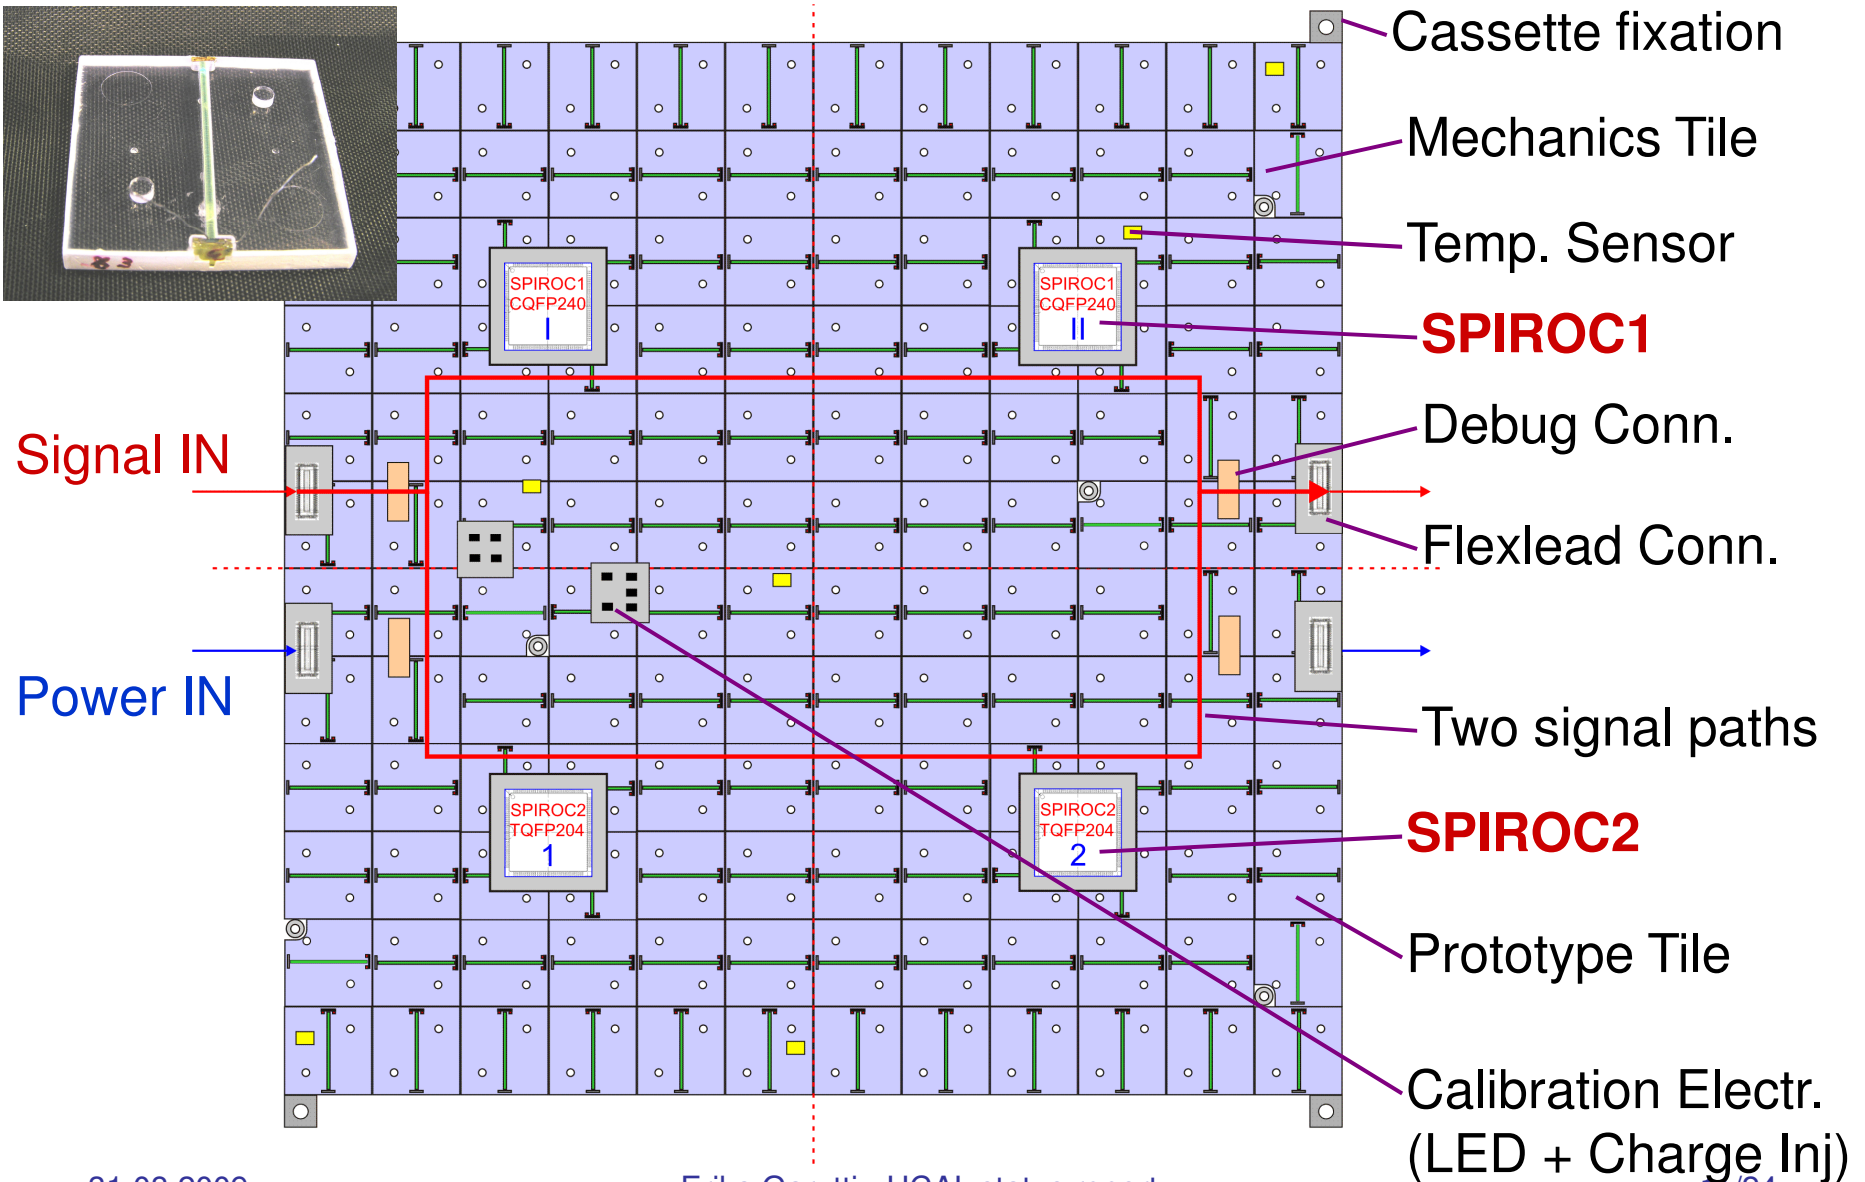 Cassette fixation
Mechanics Tile
Temp. Sensor
SPIROC1
CQFP240
I
SPIROC1
CQFP240
II
SPIROC1
Debug Conn.
Signal IN
Flexlead Conn.
Power IN
Two signal paths
SPIROC2
TQFP204
1
SPIROC2
TQFP204
2
SPIROC2
Prototype Tile
Calibration Electr.
(LED + Charge Inj)